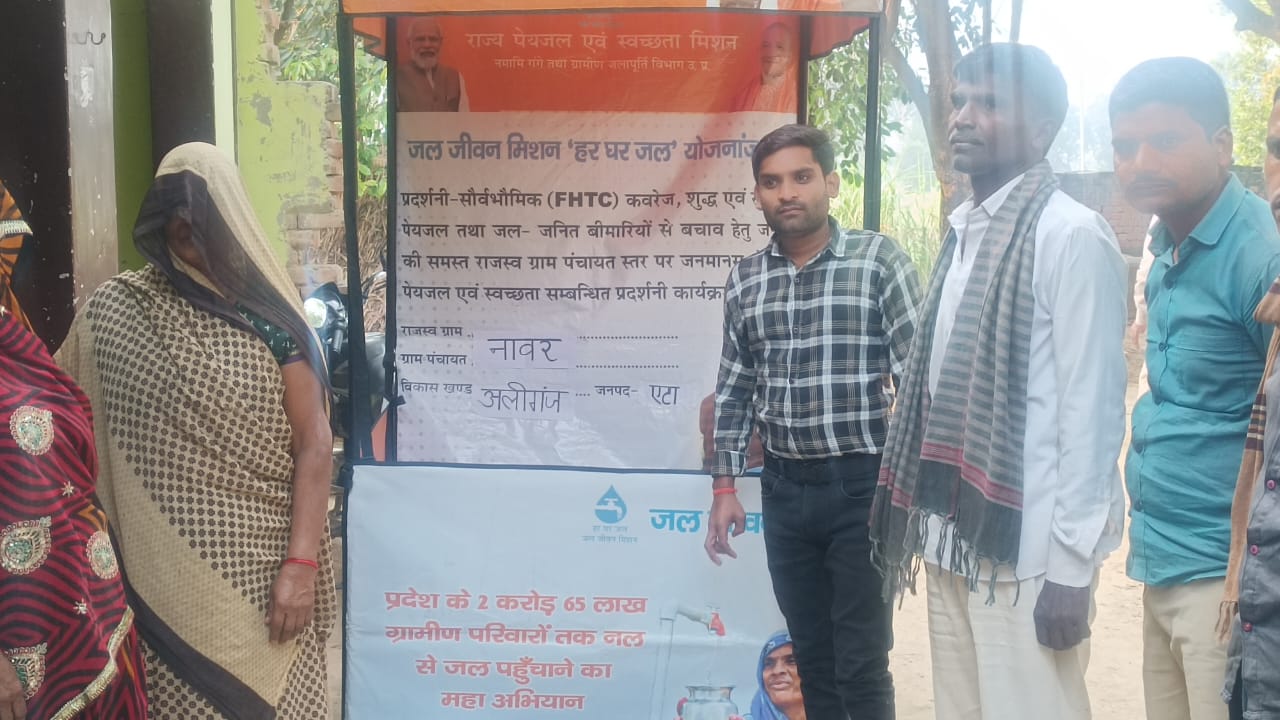 राज्य पेयजल एवं स्वच्छता मिशन
नमामि गंगे तथा ग्रामीण जलापूर्ति विभाग उ. प्र.
जल जीवन मिशन ‘हर घर जल’ योजनांत
प्रदर्शनी-सौर्वभौमिक (FHTC) कवरेज, शुद्ध एवं
पेयजल तथा जल- जनित बीमारियों से बचाव हेतु
की समस्त राजस्व ग्राम पंचायत स्तर पर जनमानस
पेयजल एवं स्वच्छता सम्बन्धित प्रदर्शनी कार्यक्र
राजस्व ग्राम ..............................
ग्राम पंचायत . नावर ..............................
विकास खण्ड अलीगंज .... जनपद- एटा
हर घर जल
जल जीवन मिशन
जल
प्रदेश के 2 करोड़ 65 लाख
ग्रामीण परिवारों तक नल
से जल पहुँचाने का
महा अभियान